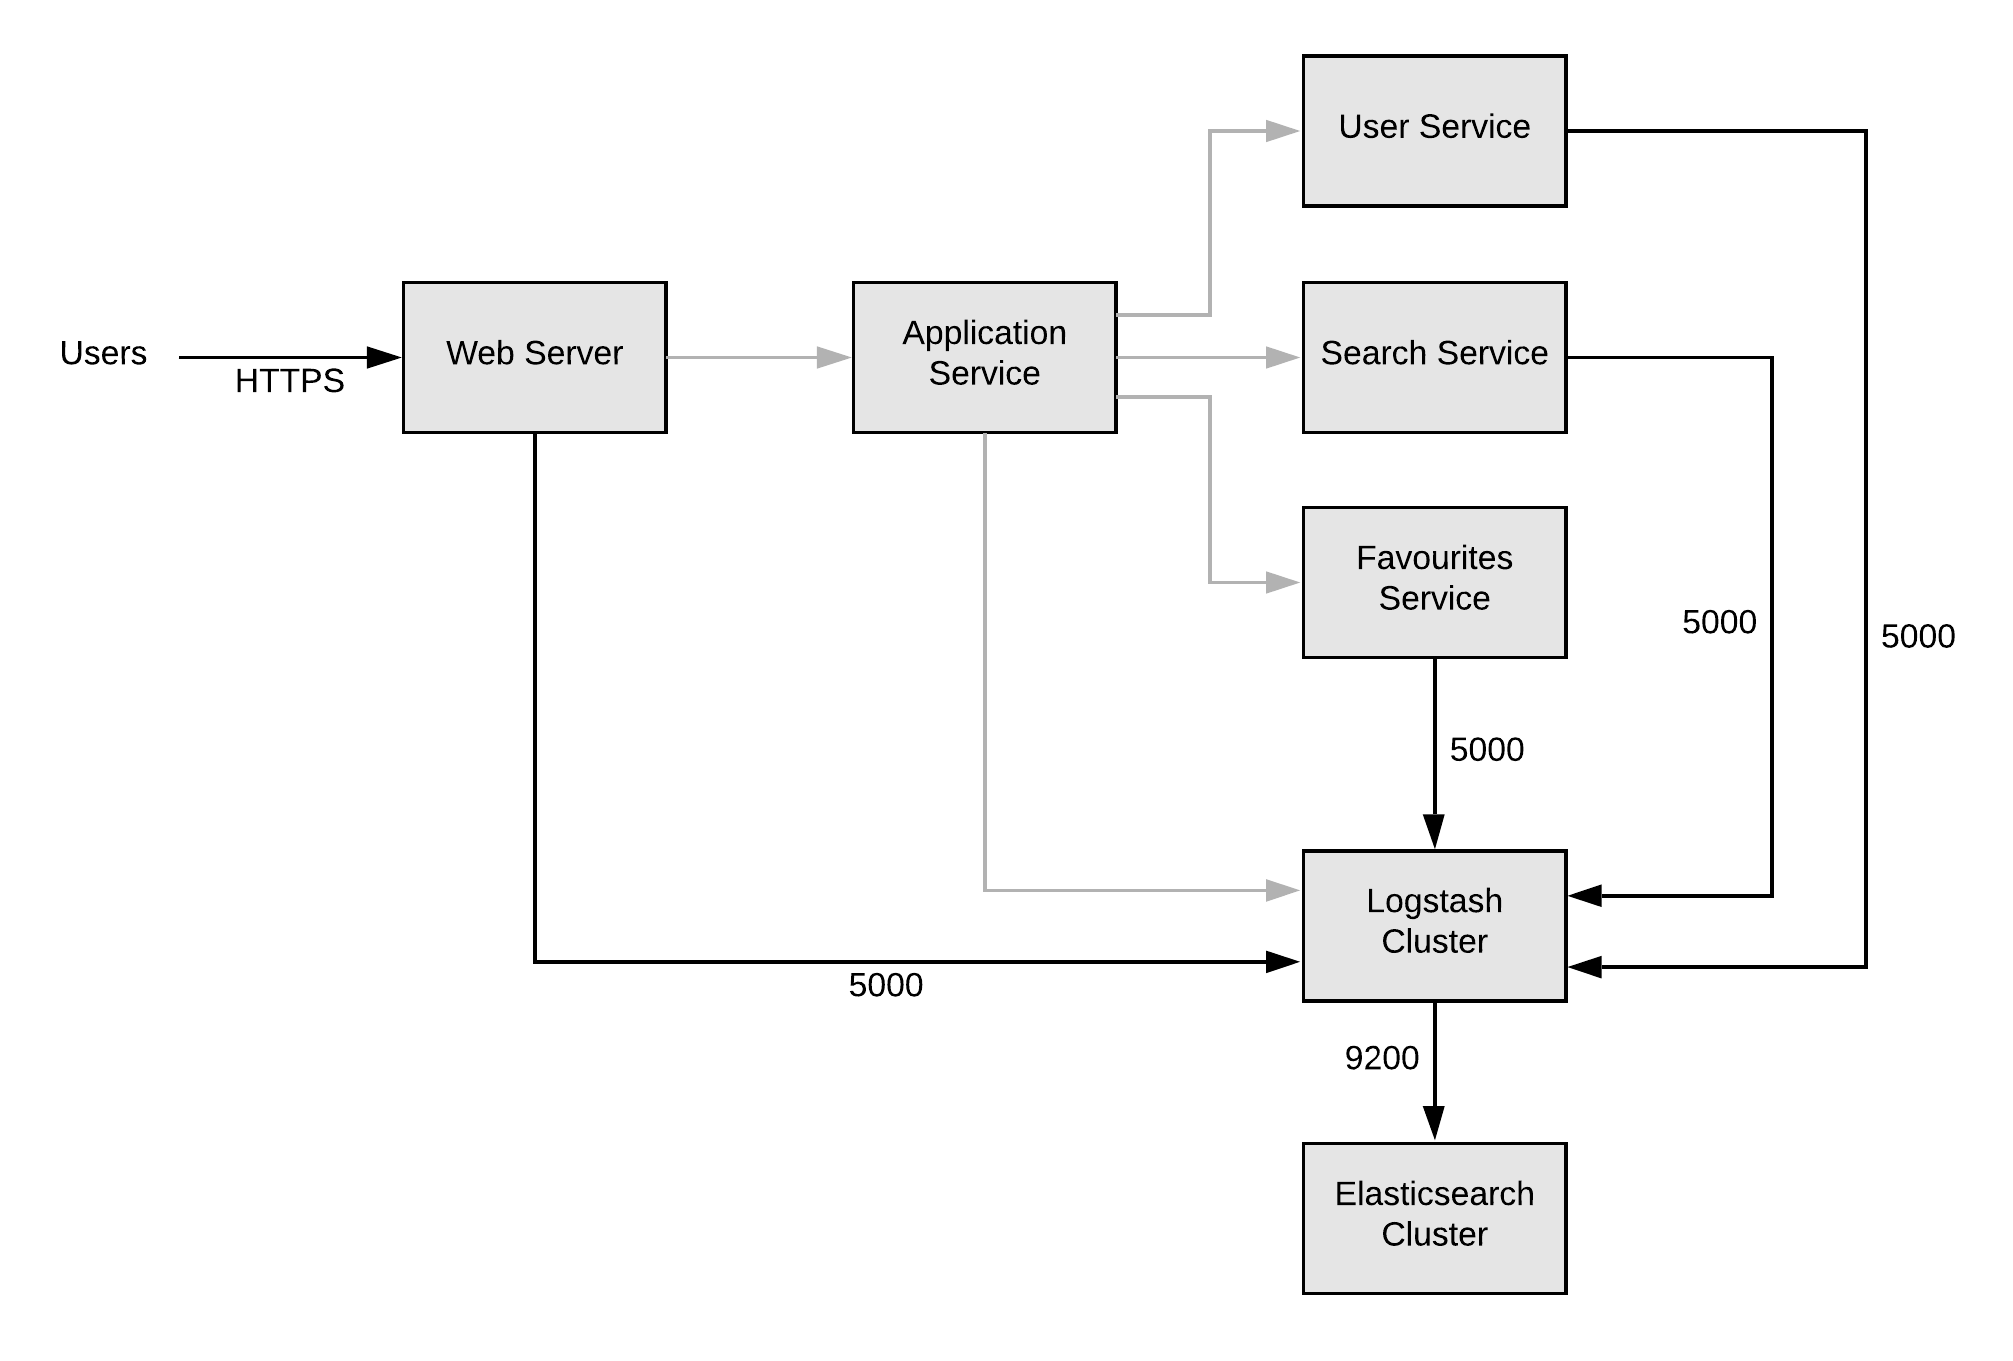 User Service
Users
HTTPS
Web Server
Application
Service
Search Service
Favourites
Service
5000
5000
5000
Logstash
Cluster
5000
9200
Elasticsearch
Cluster